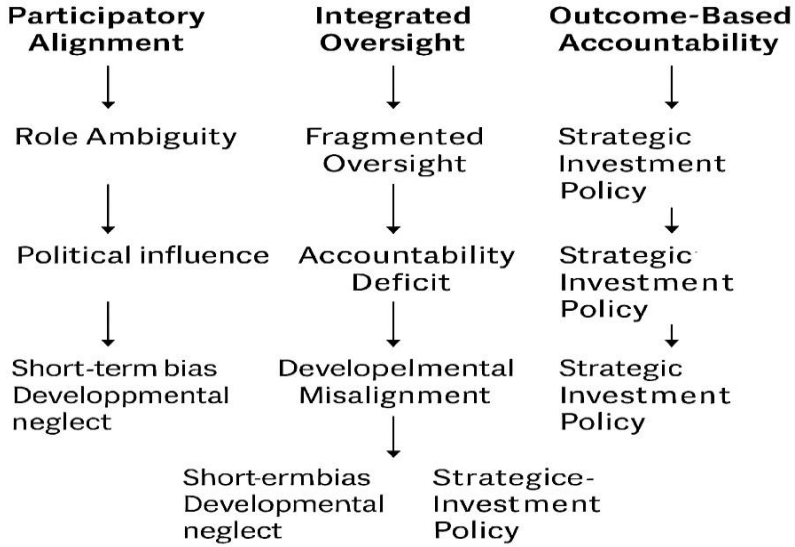 Participatory
Alignment
Integrated
Oversight
Outcome-Based
Accountability
Role Ambiguity
Fragmented
Oversight
Strategic
Investment
Policy
Political influence
Accountability
Deficit
Strategic
Investment
Policy
Short-term bias
Developpmental
neglect
Developelmental
Misalignment
Strategic
Investment
Policy
Short-ermbias
Developmental
neglect
Strategice-
Investment
Policy